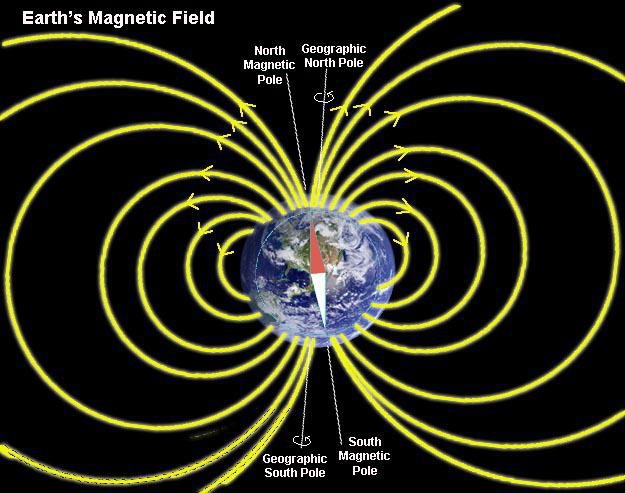 Earth's Magnetic Field
North
Magnetic
Pole
Geographic
North Pole
Geographic
South Pole
South
Magnetic
Pole